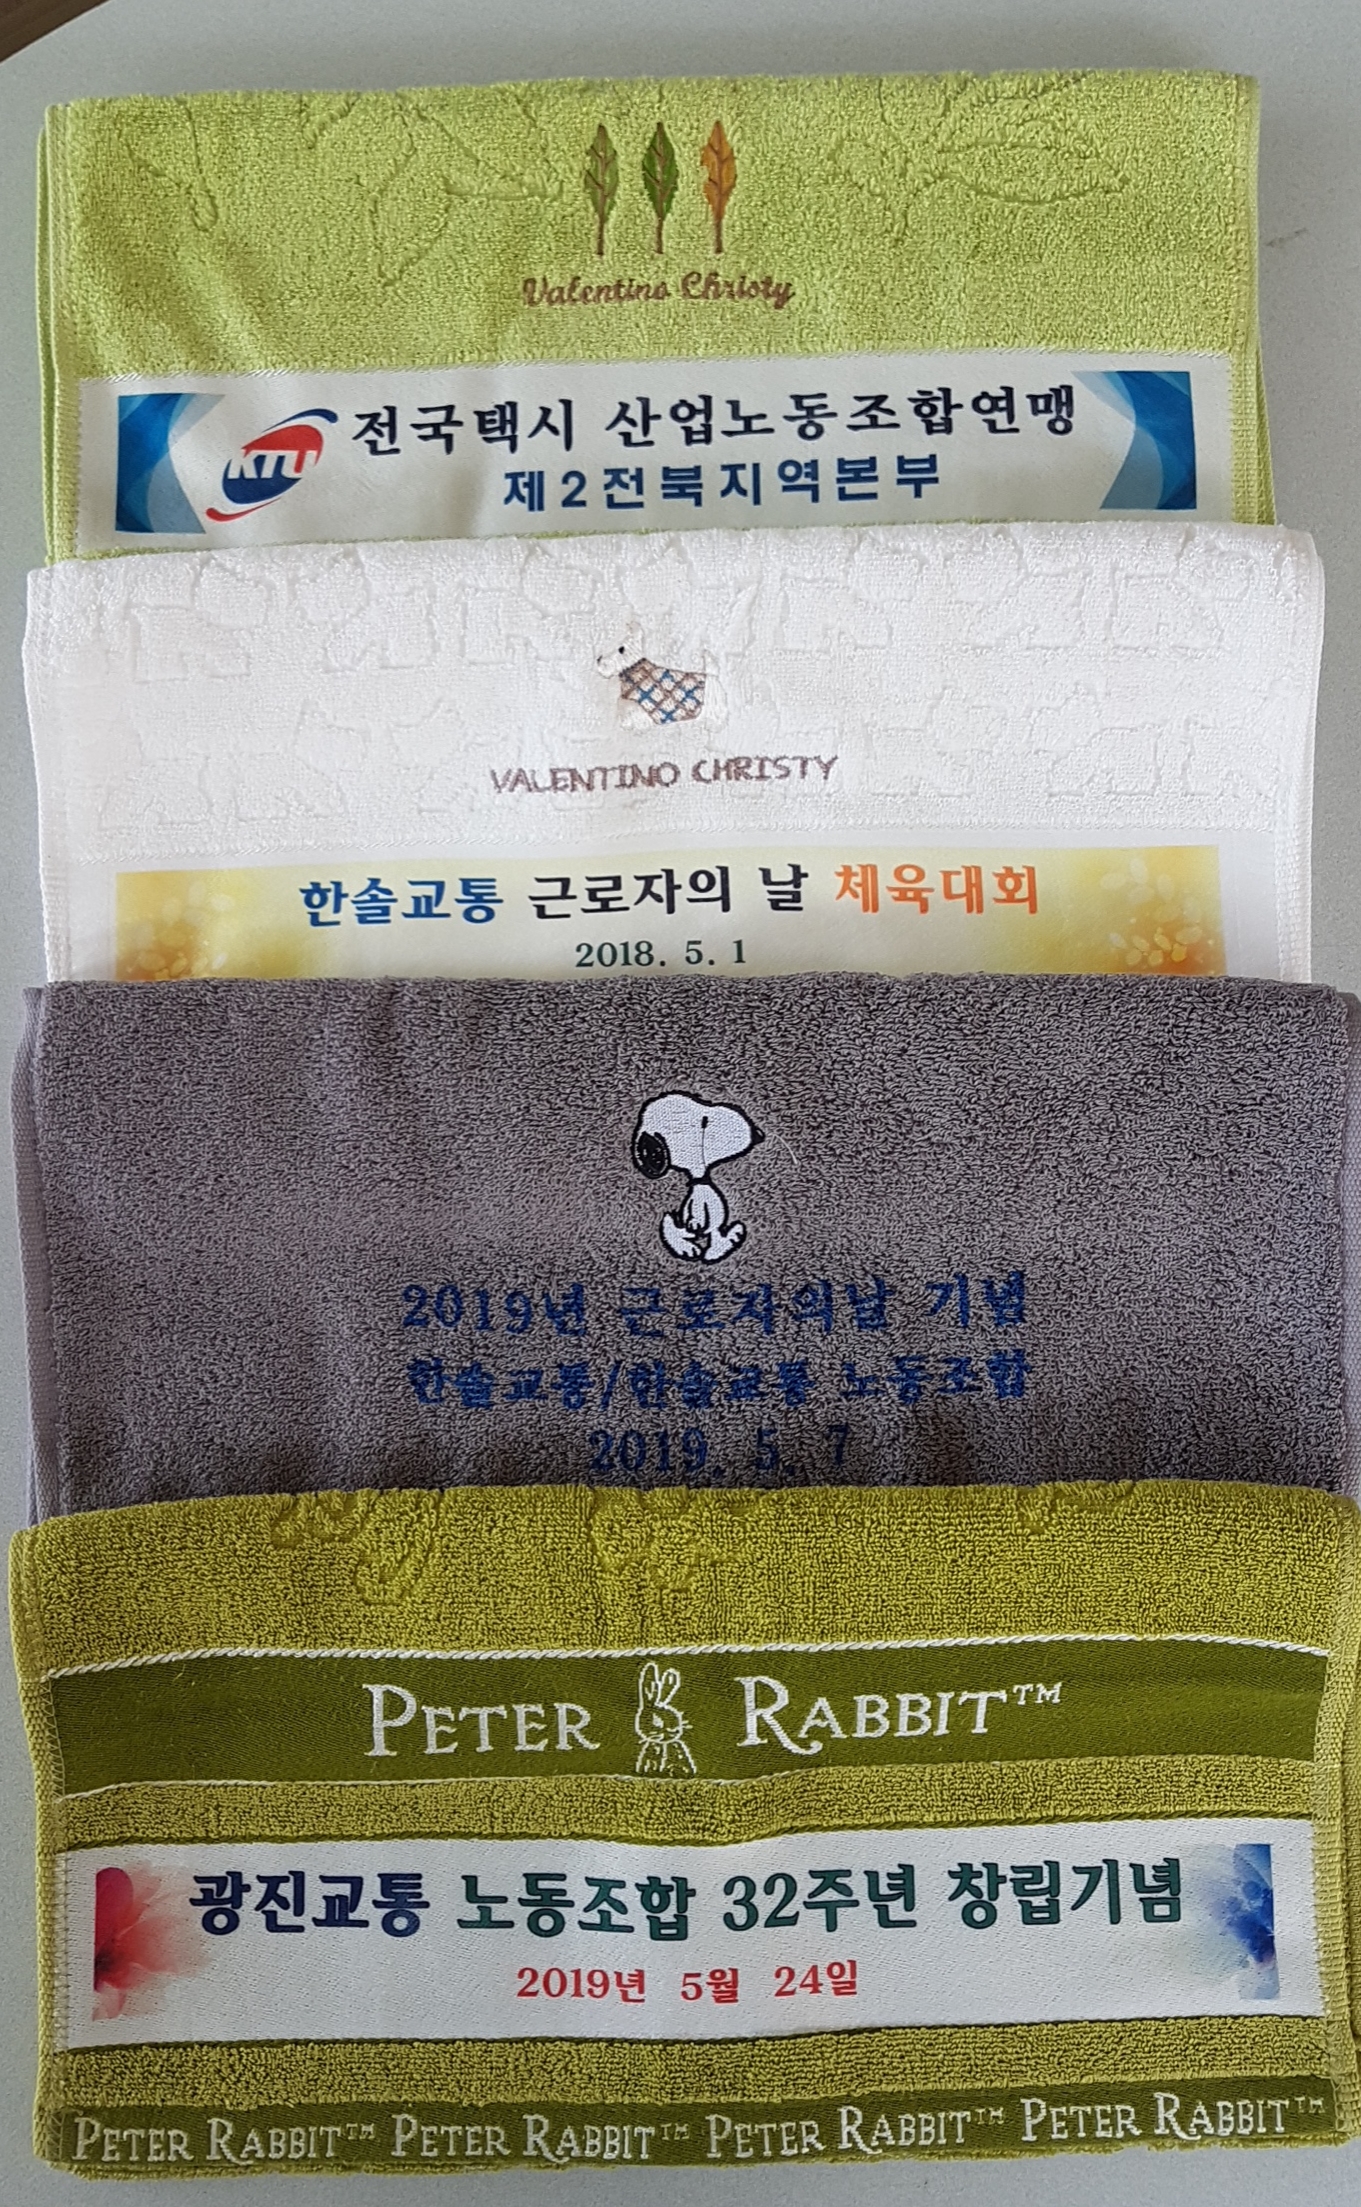 Valentino Christy
KTU 전국택시 산업노동조합연맹
제2전북지역본부
VALENTINO CHRISTY
한솔교통 근로자의 날 체육대회
2018. 5. 1
2019년 근로자의날 기념
한솔교통/한솔교통 노동조합
2019. 5. 7
PETER RABBIT™
광진교통 노동조합 32주년 창립기념
2019년 5월 24일
PETER RABBIT™ PETER RABBIT™ PETER RABBIT™ PETER RABBIT™